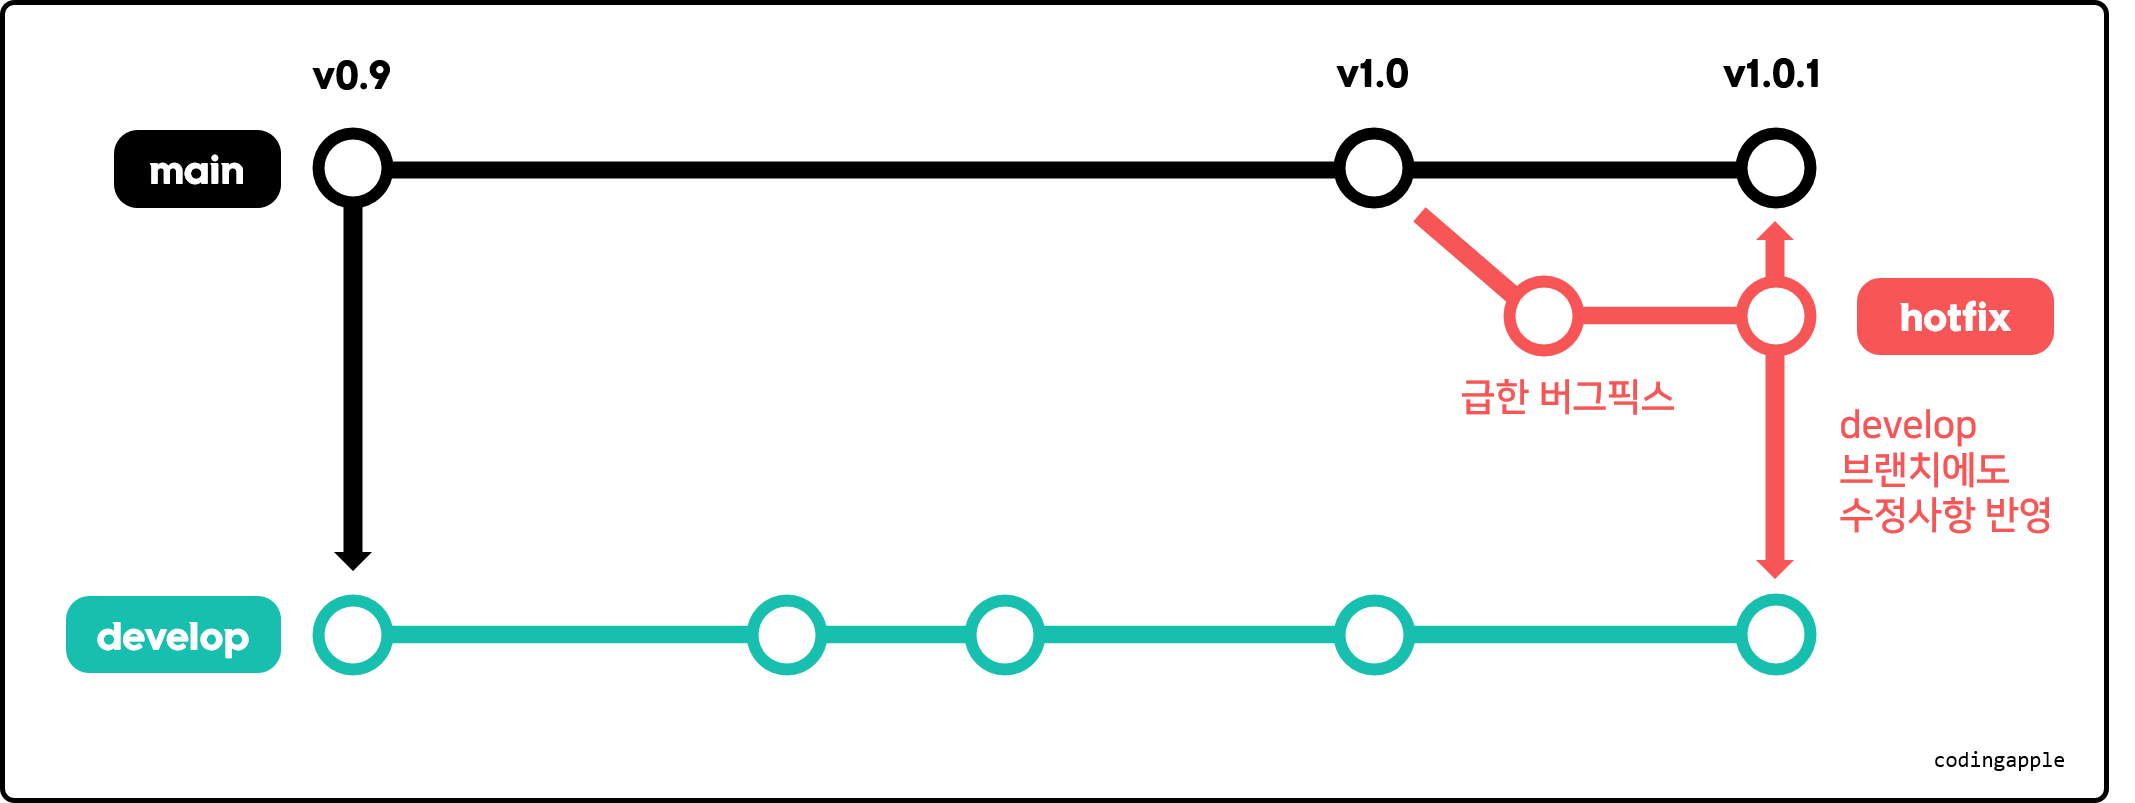 v0.9
v1.0
v1.0.1
main
hotfix
급한 버그픽스
develop
브랜치에도
수정사항 반영
develop
codingapple